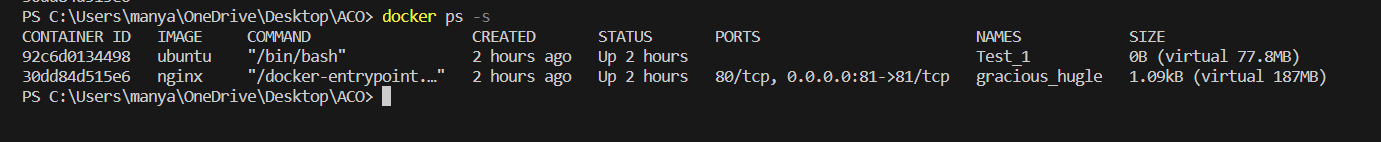 PS C:\Users\manya\OneDrive\Desktop\ACO> docker ps -s
CONTAINER ID   IMAGE     COMMAND                  CREATED       STATUS       PORTS                        NAMES            SIZE
92c6d0134498   ubuntu    "/bin/bash"              2 hours ago   Up 2 hours                                Test_1           0B (virtual 77.8MB)
30dd84d515e6   nginx     "/docker-entrypoint.…"   2 hours ago   Up 2 hours   80/tcp, 0.0.0.0:81->81/tcp   gracious_hugle   1.09kB (virtual 187MB)
PS C:\Users\manya\OneDrive\Desktop\ACO>